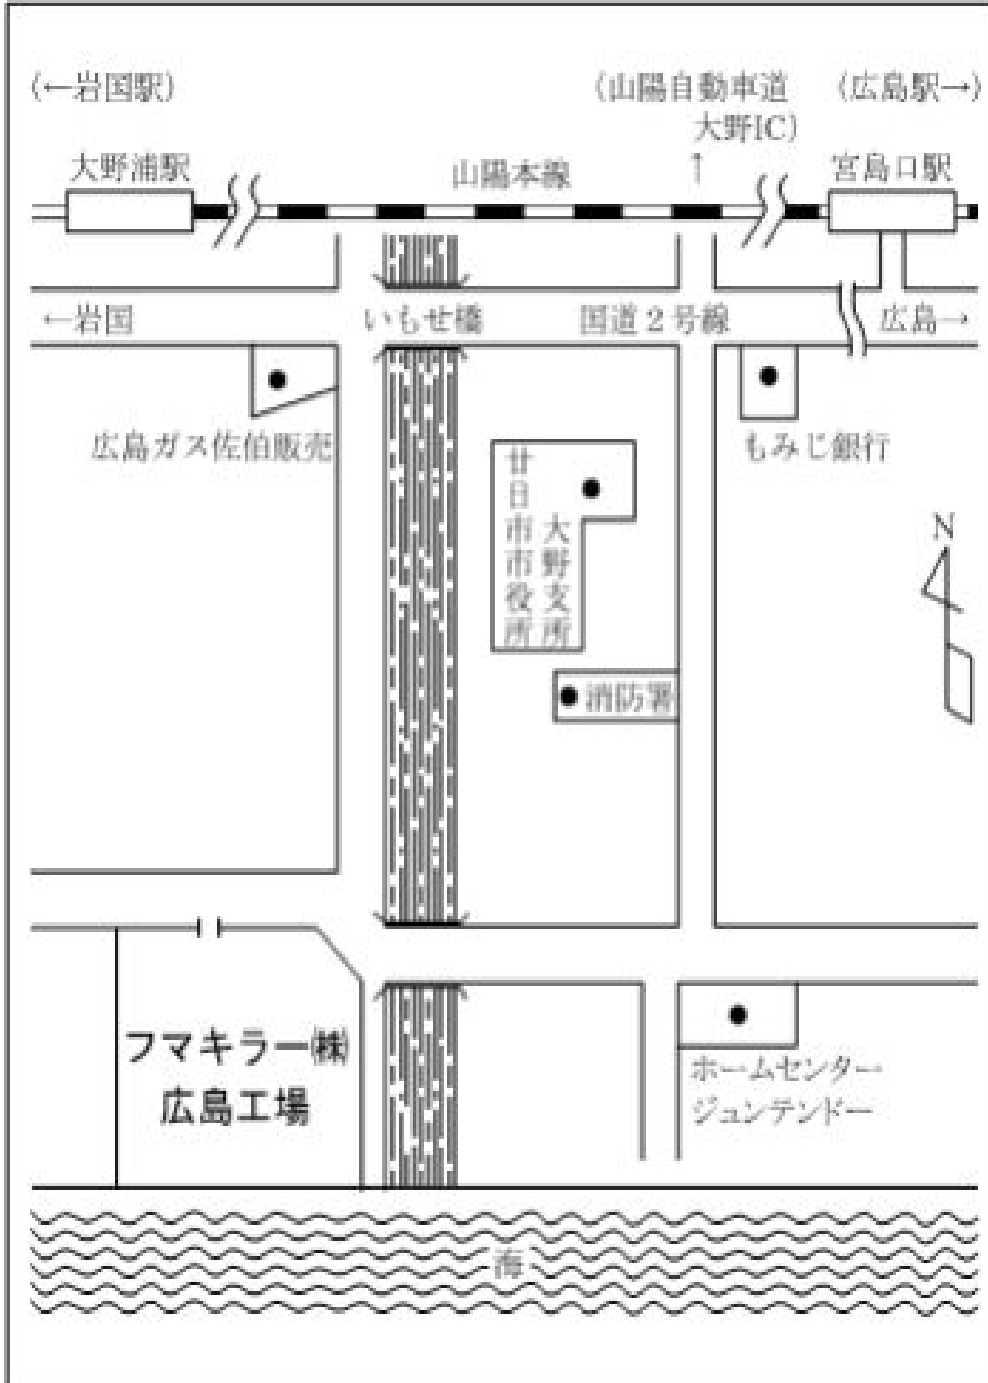 (←岩国駅)
(山陽自動車道
大野IC)
↑
(広島駅→)
大野浦駅
山陽本線
宮島口駅
←岩国
いもせ橋
国道2号線
広島→
広島ガス佐伯販売
もみじ銀行
廿日市市役所
大野支所
N
消防署
フマキラー㈱
広島工場
ホームセンター
ジュンテンドー
海